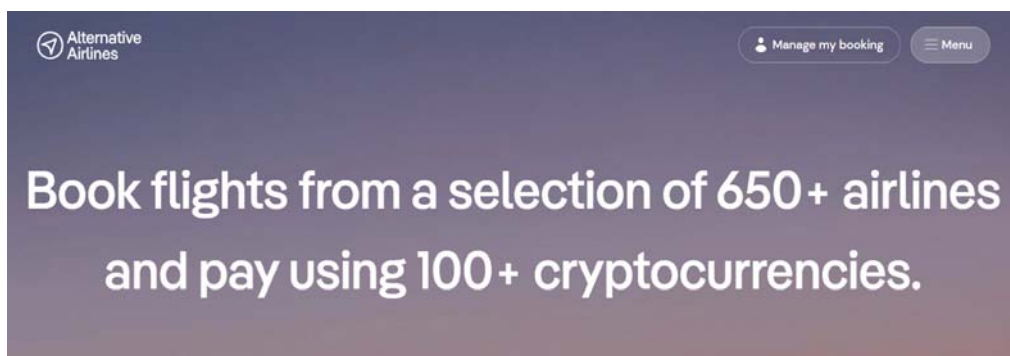 Alternative
Airlines
Manage my booking
Menu
Book flights from a selection of 650+ airlines
and pay using 100+ cryptocurrencies.